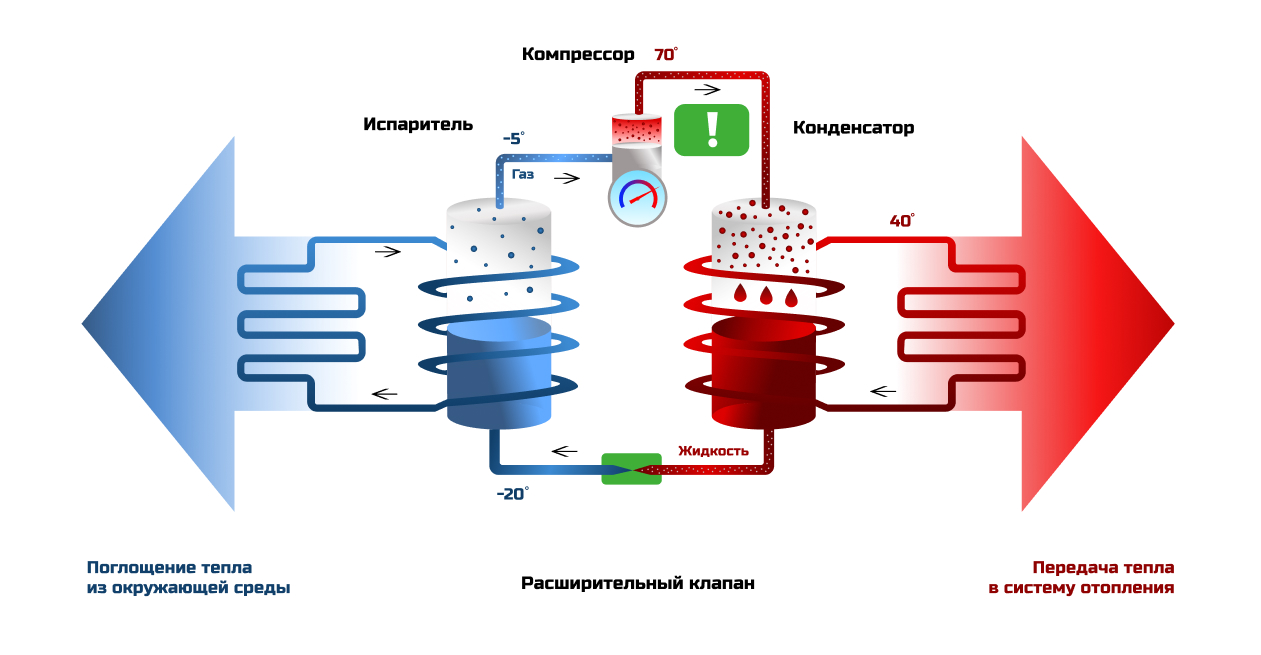 Компрессор 70°
Испаритель
-5°
Газ
!
Конденсатор
40°
Жидкость
-20°
Поглощение тепла
из окружающей среды
Расширительный клапан
Передача тепла
в систему отопления